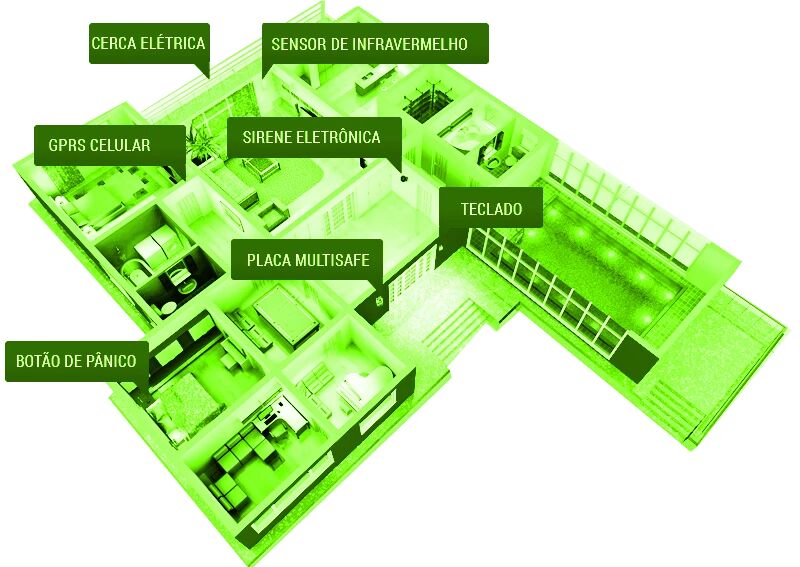 CERCA ELÉTRICA
SENSOR DE INFRAVERMELHO
GPRS CELULAR
SIRENE ELETRÔNICA
TECLADO
PLACA MULTISAFE
BOTÃO DE PÂNICO